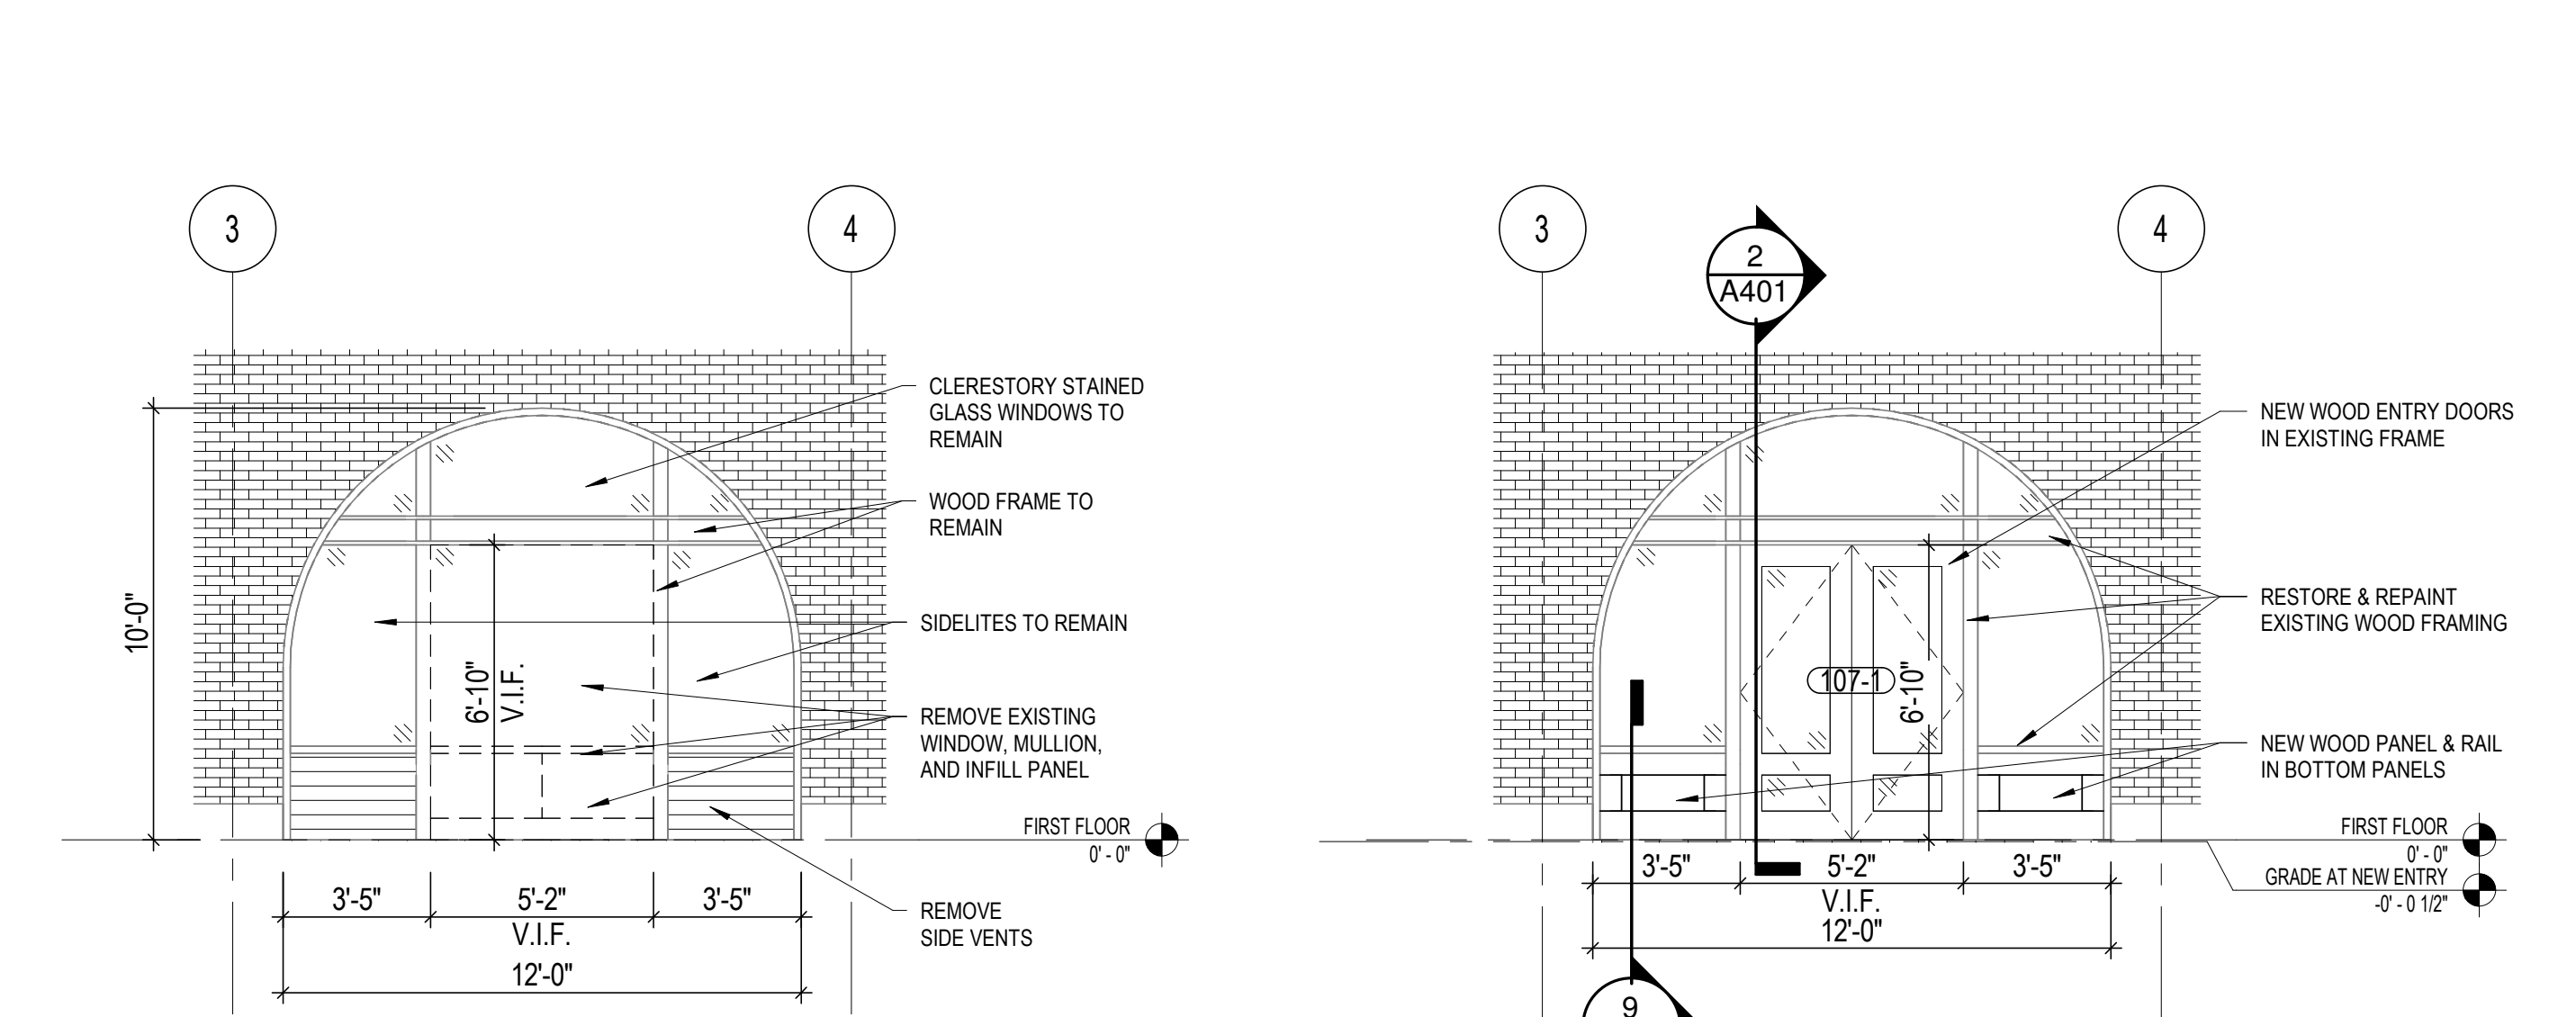 3
4
CLERESTORY STAINED
GLASS WINDOWS TO
REMAIN
WOOD FRAME TO
REMAIN
10'-0"
SIDELITES TO REMAIN
6'-10"
V.I.F.
REMOVE EXISTING
WINDOW, MULLION,
AND INFILL PANEL
FIRST FLOOR
0' - 0"
3'-5"
5'-2"
3'-5"
V.I.F.
12'-0"
REMOVE
SIDE VENTS
3
2
A401
4
NEW WOOD ENTRY DOORS
IN EXISTING FRAME
RESTORE & REPAINT
EXISTING WOOD FRAMING
107-1
6'-10"
NEW WOOD PANEL & RAIL
IN BOTTOM PANELS
FIRST FLOOR
0' - 0"
GRADE AT NEW ENTRY
-0' - 0 1/2"
3'-5"
5'-2"
3'-5"
V.I.F.
12'-0"
9